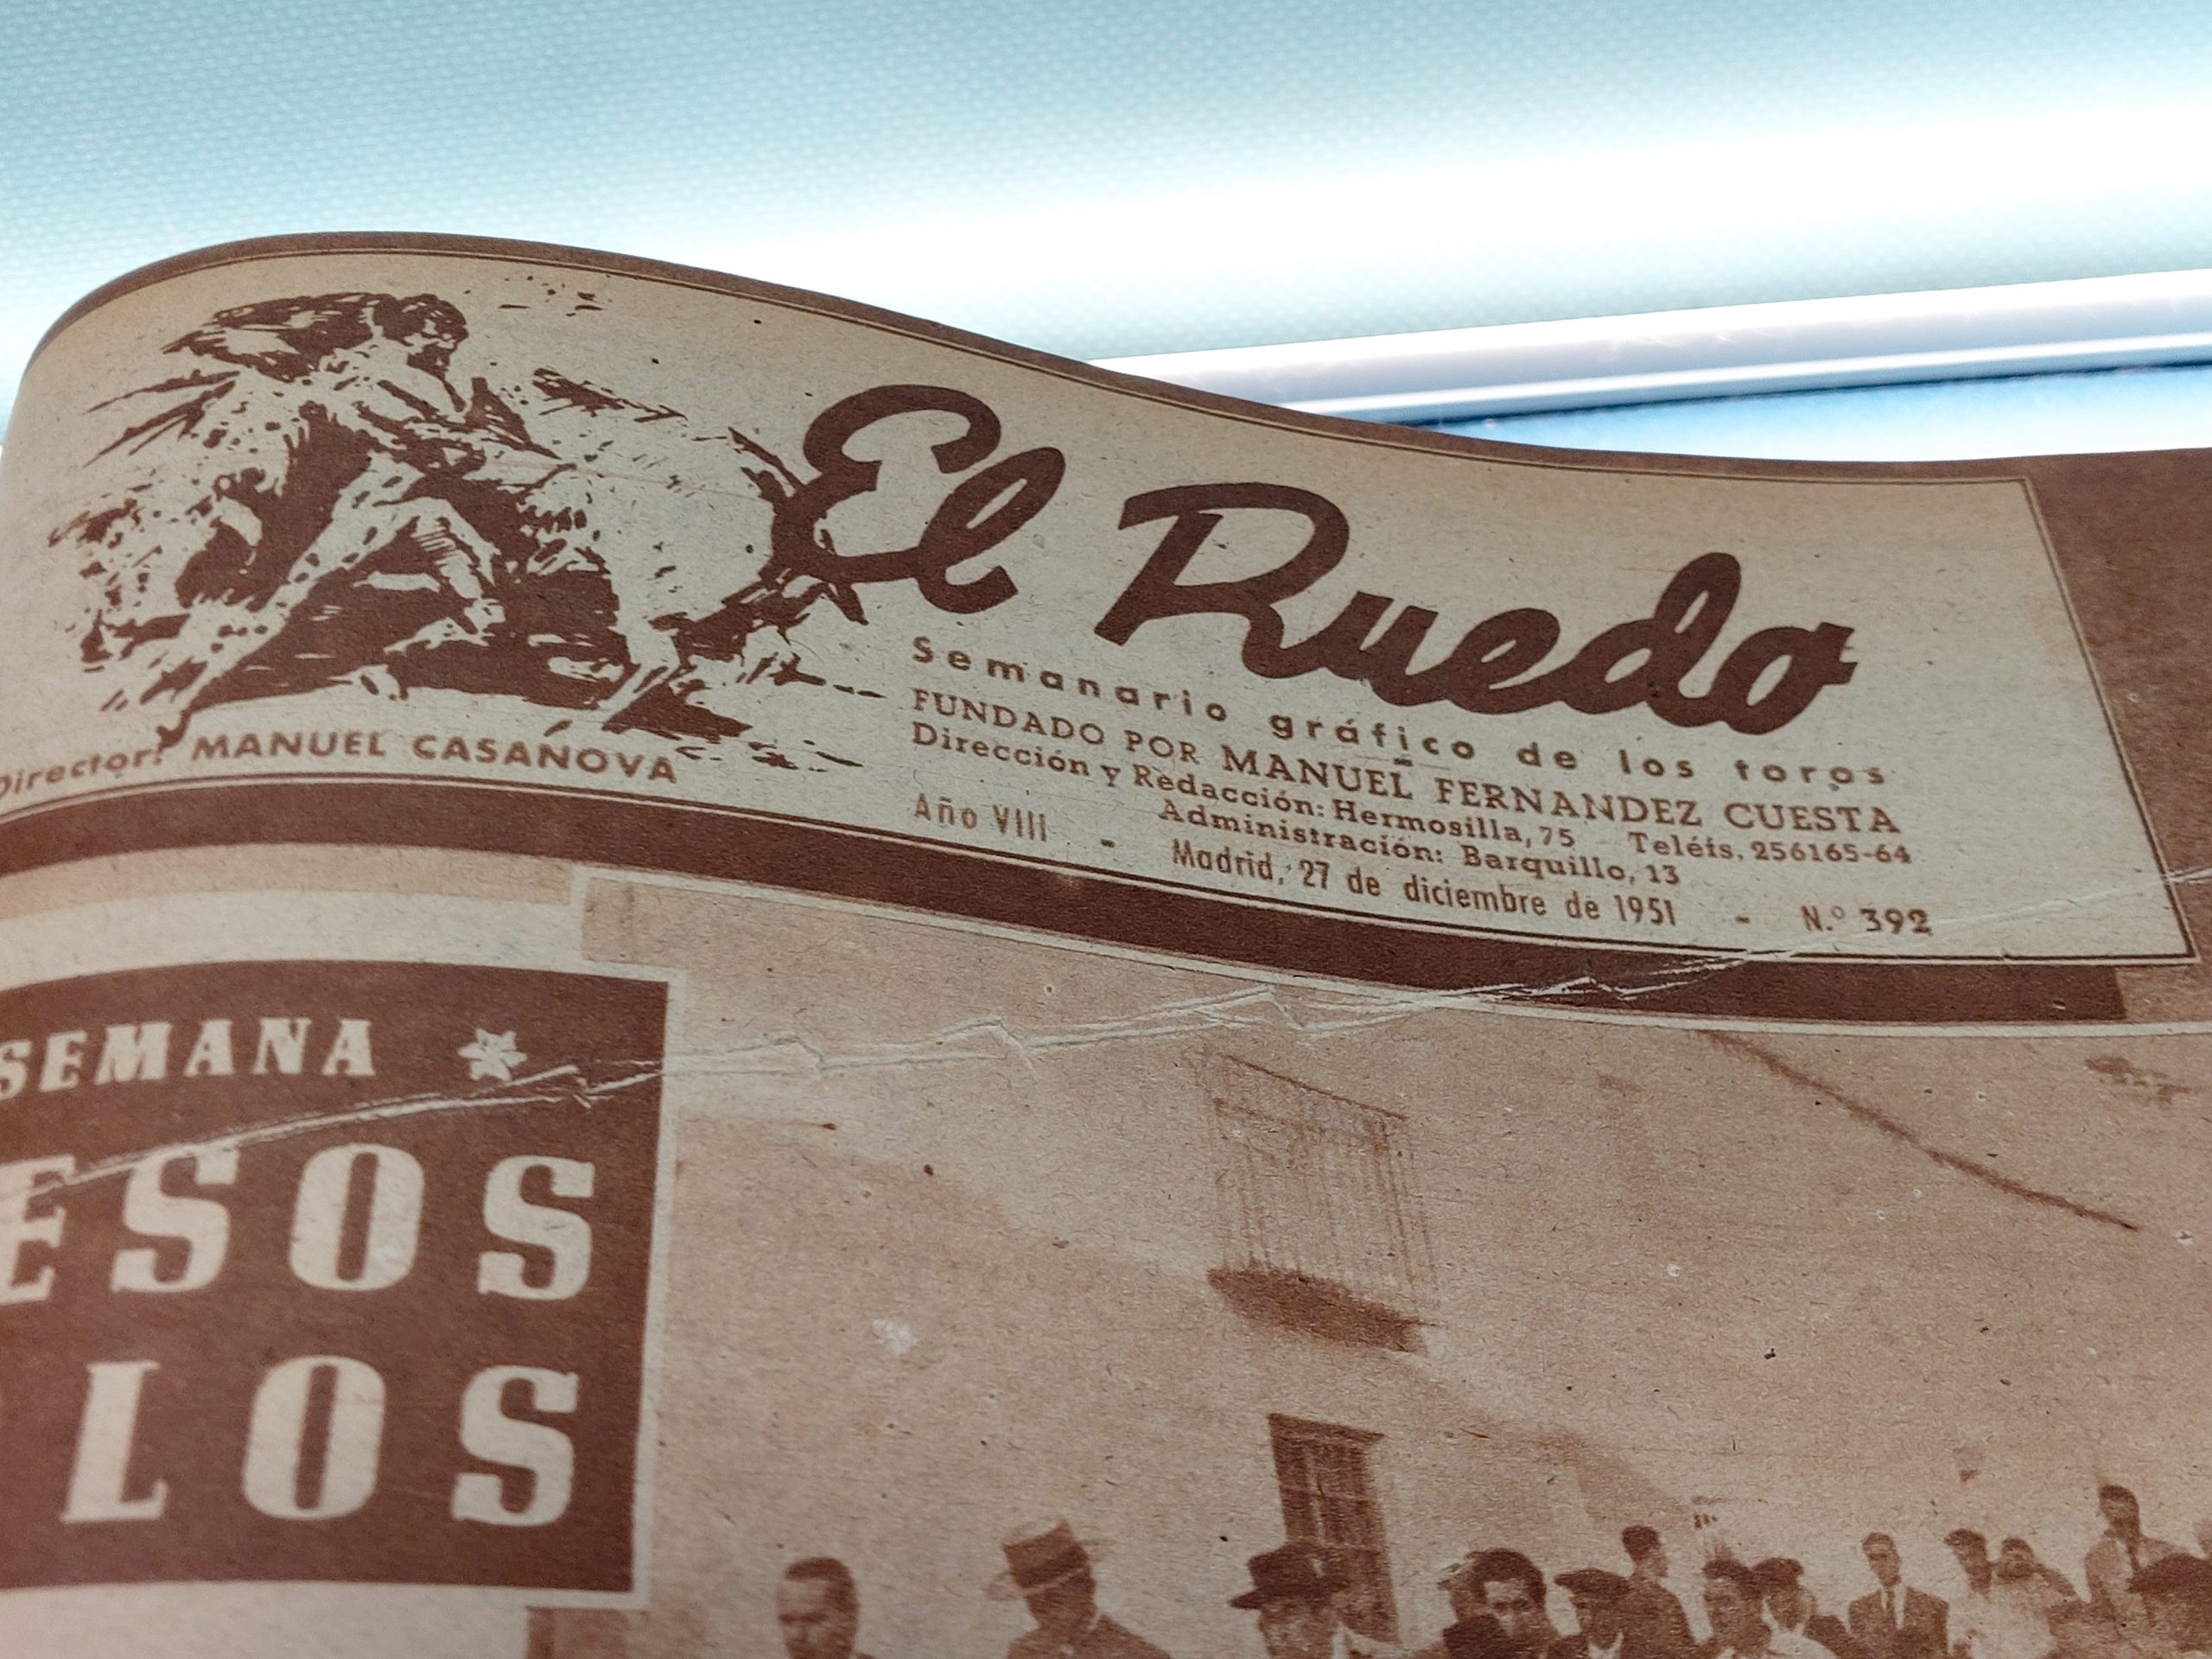 El Ruedo
Semanario gráfico de los toros
FUNDADO POR MANUEL FERNANDEZ CUESTA
Dirección y Redacción: Hermosilla, 75 Teléfs. 256165-64
Administración: Barquillo, 13
Año VIII - Madrid, 27 de diciembre de 1951 - N.º 392
Director: MANUEL CASANOVA
SEMANA
ESOS
LOS